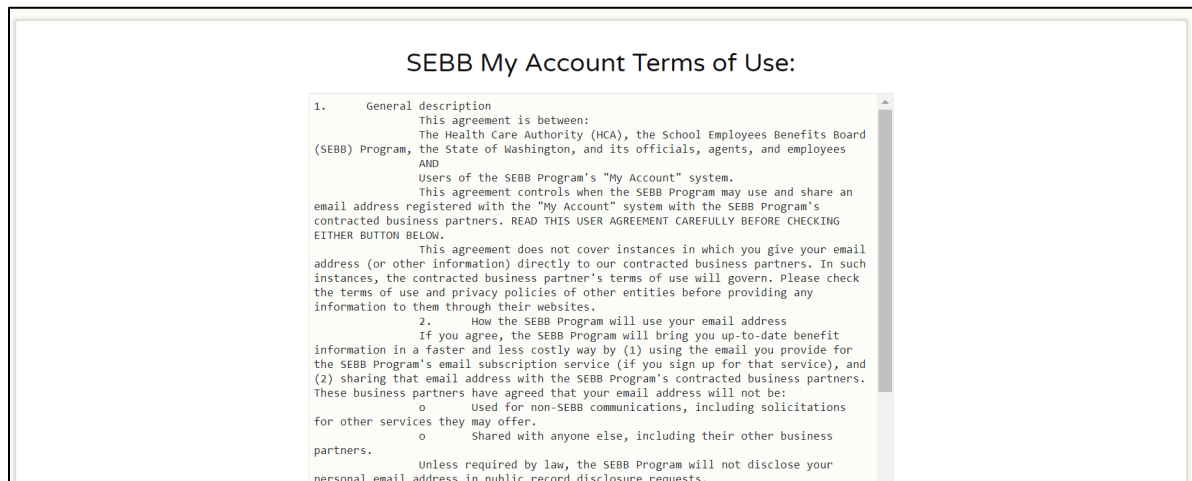 SEBB My Account Terms of Use:
1. General description
This agreement is between:
The Health Care Authority (HCA), the School Employees Benefits Board
(SEBB) Program, the State of Washington, and its officials, agents, and employees
AND
Users of the SEBB Program's "My Account" system.
This agreement controls when the SEBB Program may use and share an
email address registered with the "My Account" system with the SEBB Program's
contracted business partners. READ THIS USER AGREEMENT CAREFULLY BEFORE CHECKING
EITHER BUTTON BELOW.
This agreement does not cover instances in which you give your email
address (or other information) directly to our contracted business partners. In such
instances, the contracted business partner's terms of use will govern. Please check
the terms of use and privacy policies of other entities before providing any
information to them through their websites.
2. How the SEBB Program will use your email address
If you agree, the SEBB Program will bring you up-to-date benefit
information in a faster and less costly way by (1) using the email you provide for
the SEBB Program's email subscription service (if you sign up for that service), and
(2) sharing that email address with the SEBB Program's contracted business partners.
These business partners have agreed that your email address will not be:
o Used for non-SEBB communications, including solicitations
for other services they may offer.
o Shared with anyone else, including their other business
partners.
Unless required by law, the SEBB Program will not disclose your
personal email address in public record disclosure requests.